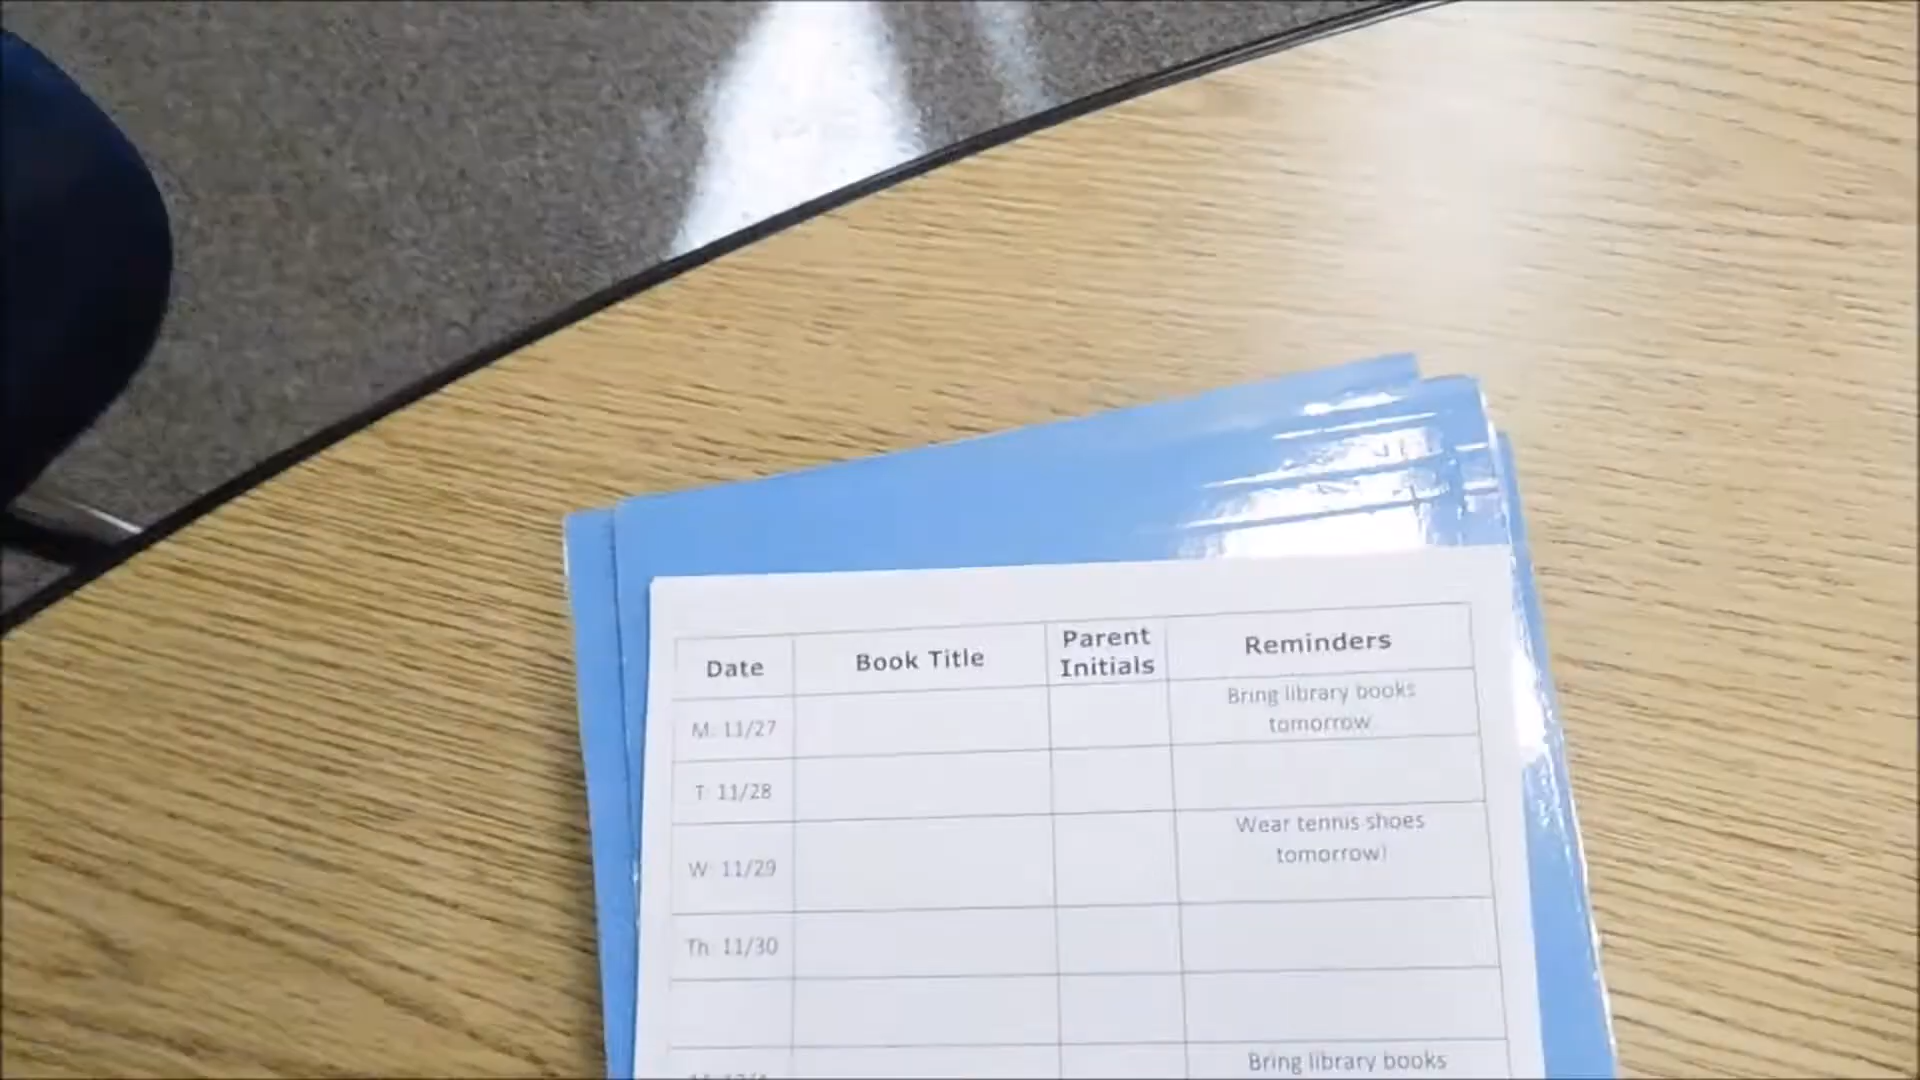 Date Book Title Parent Initials Reminders
M: 11/27 Bring library books
tomorrow
T: 11/28
W: 11/29 Wear tennis shoes
tomorrow!
Th: 11/30
Bring library books